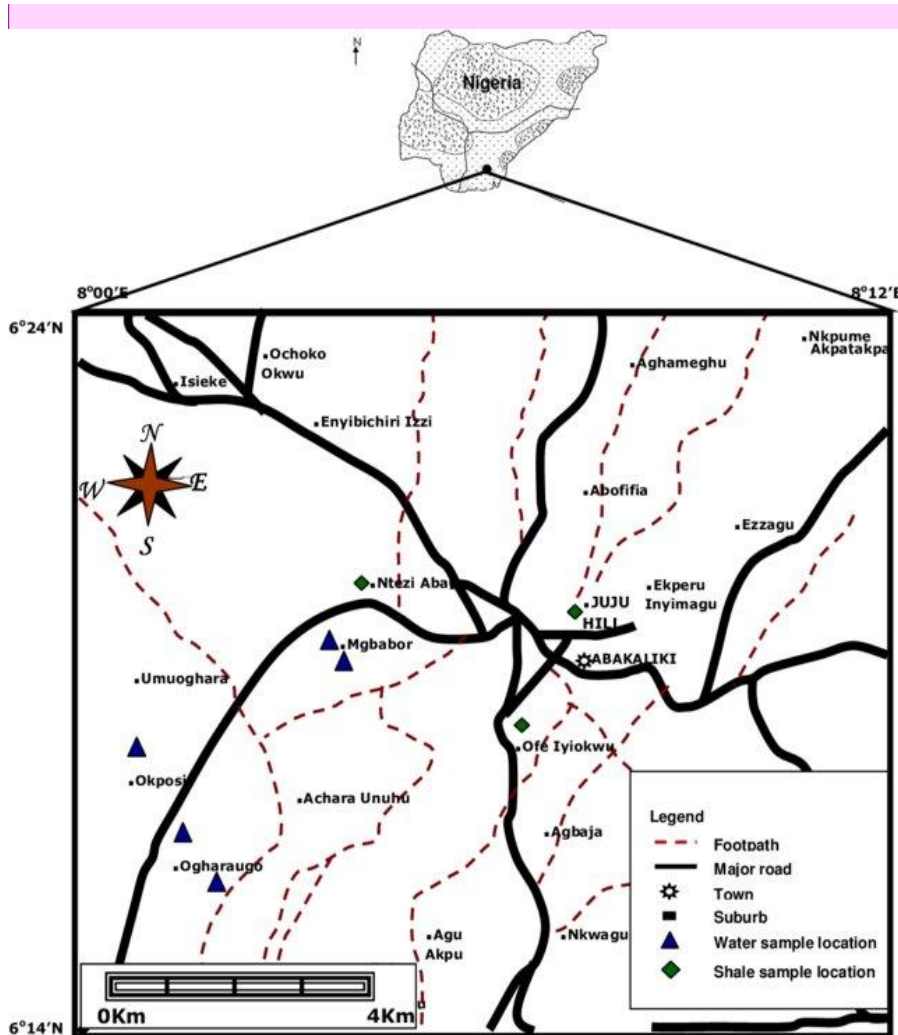 N
Nigeria
8°00'E
8°12'E
6°24'N
Nkpume
Akpatakpa
Ochoko
Okwu
Aghameghu
Isieke
Enyibichiri Izzi
N
W
E
S
Abofifia
Ezzagu
Ntezi Aba
Ekperu
Inyimagu
JUJU
HILL
Mgbabor
ABAKALIKI
Umuoghara
Ofe Iyiokwu
Okposi
Achara Unuhu
Agbaja
Ogharaugo
Agu
Akpu
Nkwagu
Legend
Footpath
Major road
Town
Suburb
Water sample location
Shale sample location
0Km
4Km
6°14'N